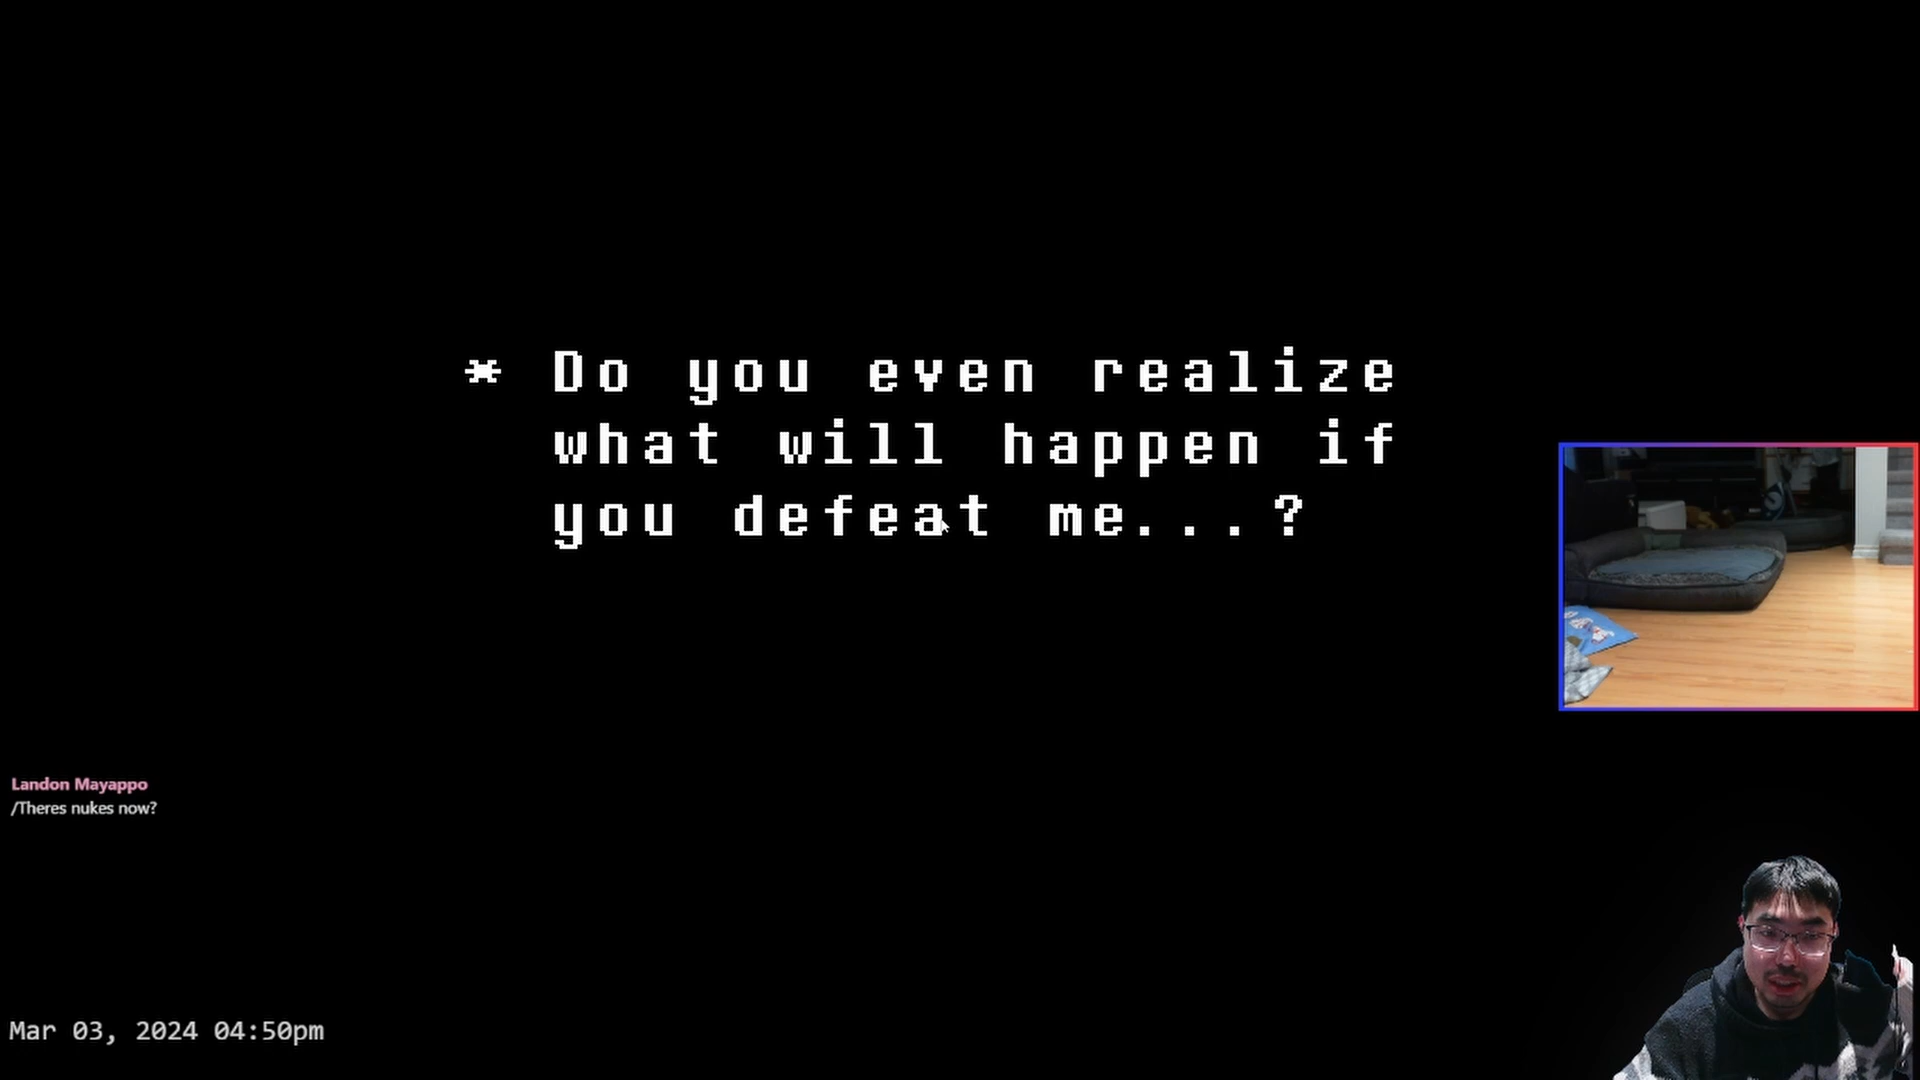 * Do you even realize
what will happen if
you defeat me...?
Landon Mayappo
/Theres nukes now?
Mar 03, 2024 04:50pm